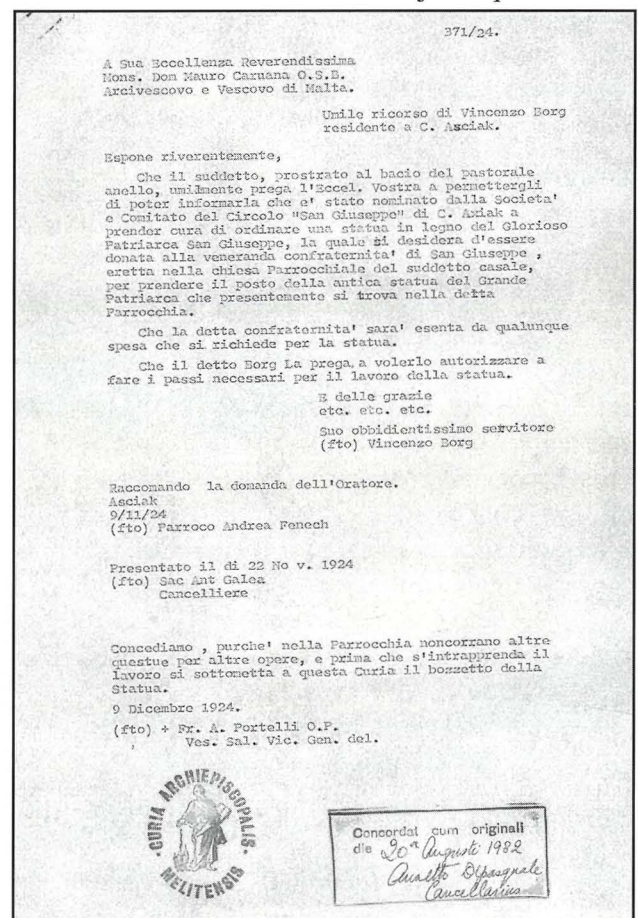 371/24.
A Sua Eccellenza Reverendissima
Mons. Dom Mauro Caruana O.S.B.
Arcivescovo e Vescovo di Malta.
Umile ricorso di Vincenzo Borg
residente a C. Asciak.
Espone riverentemente,
Che il suddetto, prostrato al bacio del pastorale
anello, umilmente prega l'Eccel. Vostra a permettergli
di poter informarla che e' stato nominato dalla Societa'
e Comitato del Circolo "San Giuseppe" di C. Axiak a
prender cura di ordinare una statua in legno del Glorioso
Patriarca San Giuseppe, la quale si desidera d'essere
donata alla veneranda confraternita' di San Giuseppe ,
eretta nella chiesa Parrocchiale del suddetto casale,
per prendere il posto della antica statua del Grande
Patriarca che presentemente si trova nella detta
Parrocchia.
Che la detta confraternita' sara' esenta da qualunque
spesa che si richiede per la statua.
Che il detto Borg La prega, a volerlo autorizzare a
fare i passi necessari per il lavoro della statua.
E delle grazie
etc. etc. etc.
Suo obbidientissimo servitore
(fto) Vincenzo Borg
Raccomando la domanda dell'Oratore.
Asciak
9/11/24
(fto) Parroco Andrea Fenech
Presentato il di 22 No v. 1924
(fto) Sac Ant Galea
Cancelliere
Concediamo , purche' nella Parrocchia noncorrano altre
questue per altre opere, e prima che s'intrapprenda il
lavoro si sottometta a questa Curia il bozzetto della
Statua.
9 Dicembre 1924.
(fto) + Fr. A. Portelli O.P.
Ves. Sal. Vic. Gen. del.
CURIA ARCHIEPISCOPALIS
MELITENSIS
Concordat cum originali
die 20a Augusti 1982
Dipasquale
Cancellarius